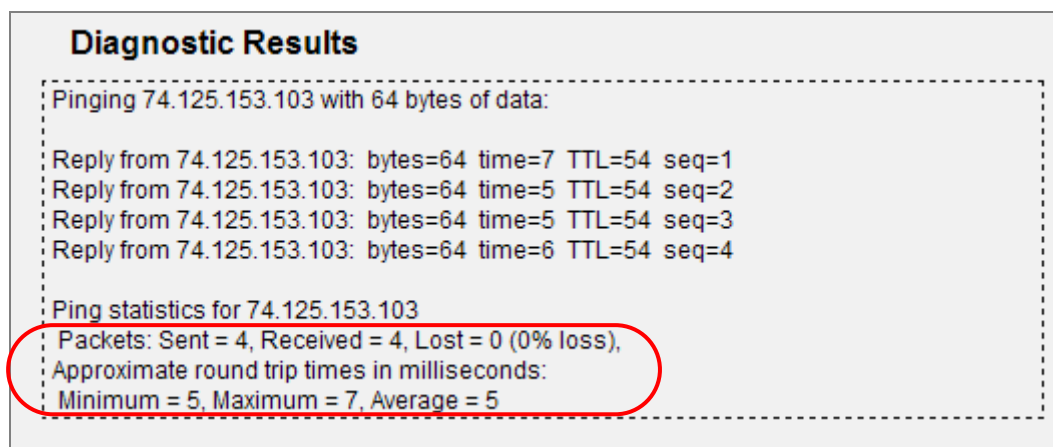 Diagnostic Results
Pinging 74.125.153.103 with 64 bytes of data:
Reply from 74.125.153.103: bytes=64 time=7 TTL=54 seq=1
Reply from 74.125.153.103: bytes=64 time=5 TTL=54 seq=2
Reply from 74.125.153.103: bytes=64 time=5 TTL=54 seq=3
Reply from 74.125.153.103: bytes=64 time=6 TTL=54 seq=4
Ping statistics for 74.125.153.103
Packets: Sent = 4, Received = 4, Lost = 0 (0% loss),
Approximate round trip times in milliseconds:
Minimum = 5, Maximum = 7, Average = 5